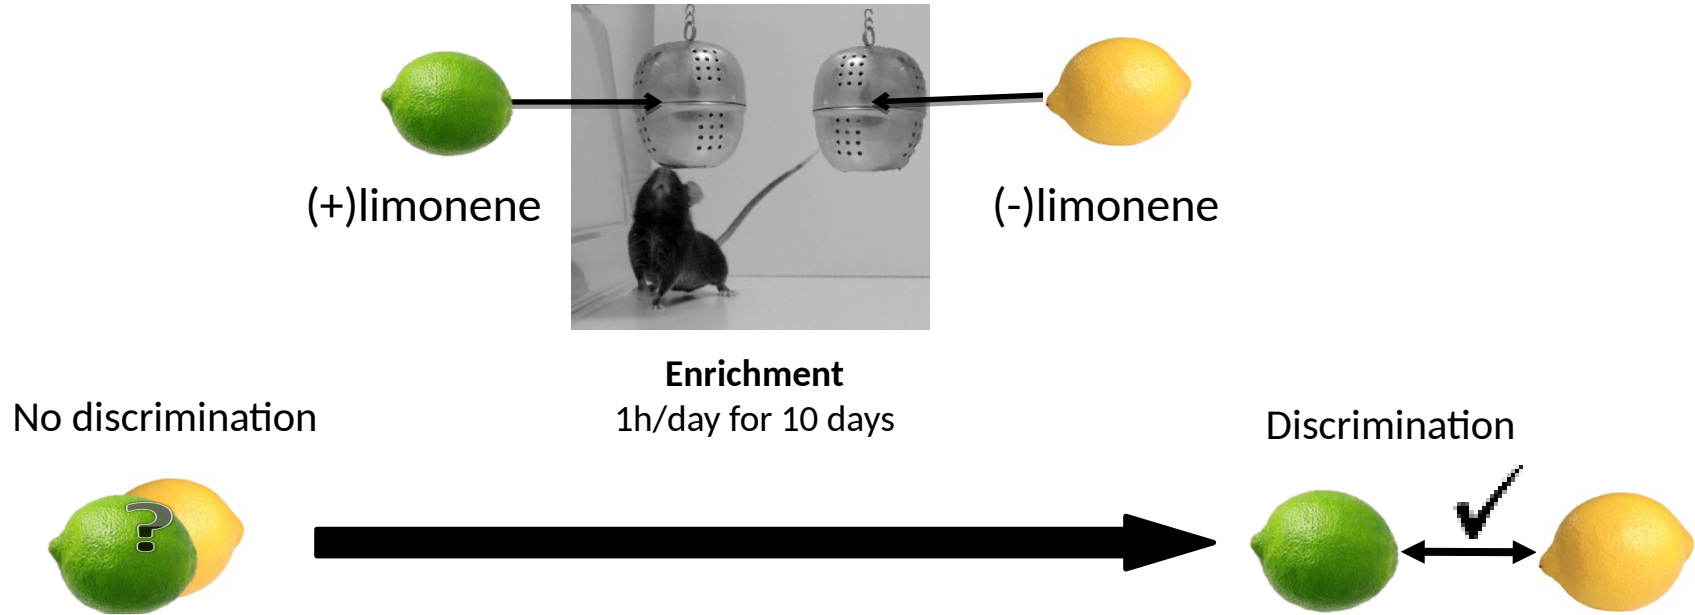 (+)limonene
(-)limonene
Enrichment
1h/day for 10 days
No discrimination
Discrimination
?